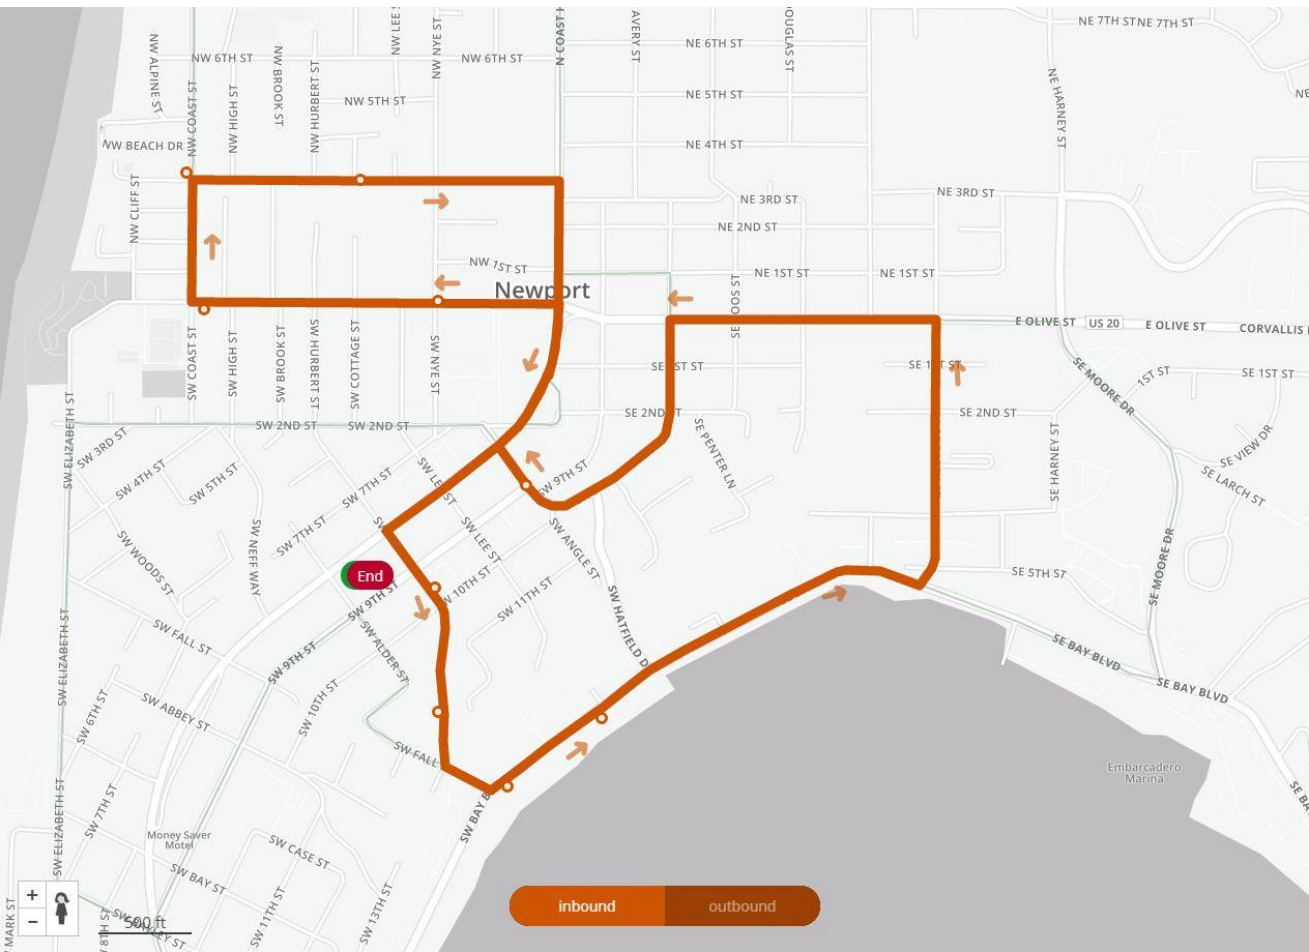 NE 7TH ST
NE 7TH ST
NW LEE S
NW NYE ST
N COAST H
AVERY ST
OUGLAS ST
NE 6TH ST
NW ALPINE ST
NW 6TH ST
NW BROOK ST
NW HURBERT ST
NW 6TH ST
NW COAST ST
NW HIGH ST
NW 5TH ST
NE 5TH ST
NE HARNEY ST
NE
NW BEACH DR
NE 4TH ST
NW CLIFF ST
NE 3RD ST
NE 3RD ST
NE 2ND ST
NW 1ST ST
NE 1ST ST
NE 1ST ST
Newport
SE COOS ST
E OLIVE ST
US 20
E OLIVE ST
CORVALLIS
SW COAST ST
SW HIGH ST
SW BROOK ST
SW HURBERT ST
SW COTTAGE ST
SW NYE ST
SE 1ST ST
SE 1ST ST
SE MOORE DR
1ST ST
SE 1ST ST
SW ELIZABETH ST
SW 2ND ST
SW 2ND ST
SE 2ND ST
SE 2ND ST
SE PENTER LN
SE HARNEY ST
SE VIEW DR
SE LARCH ST
SW 3RD ST
SW 4TH ST
SW 5TH ST
SW 7TH ST
SW LEE ST
SW 9TH ST
SW 7TH ST
SW
SW LEE ST
SW ANGLE ST
SW NEFF WAY
SW WOODS ST
SE MOORE DR
End
SW 9TH ST
W 10TH ST
SW 11TH ST
SE 5TH ST
SW HATFIELD D
SW ELIZABETH ST
SW FALL ST
SW ALDER ST
SW 9TH ST
SE BAY BLVD
SE BAY BLVD
SW 6TH ST
SW ABBEY ST
SW 10TH ST
SW FALL
Embarcadero
Marina
SE BA
SW BAY B
SW ELIZABETH ST
SW 7TH ST
Money Saver
Motel
SW CASE ST
SW BAY ST
SW 11TH ST
SW 13TH ST
+
−
500 ft
MARK ST
8TH ST
inbound
outbound